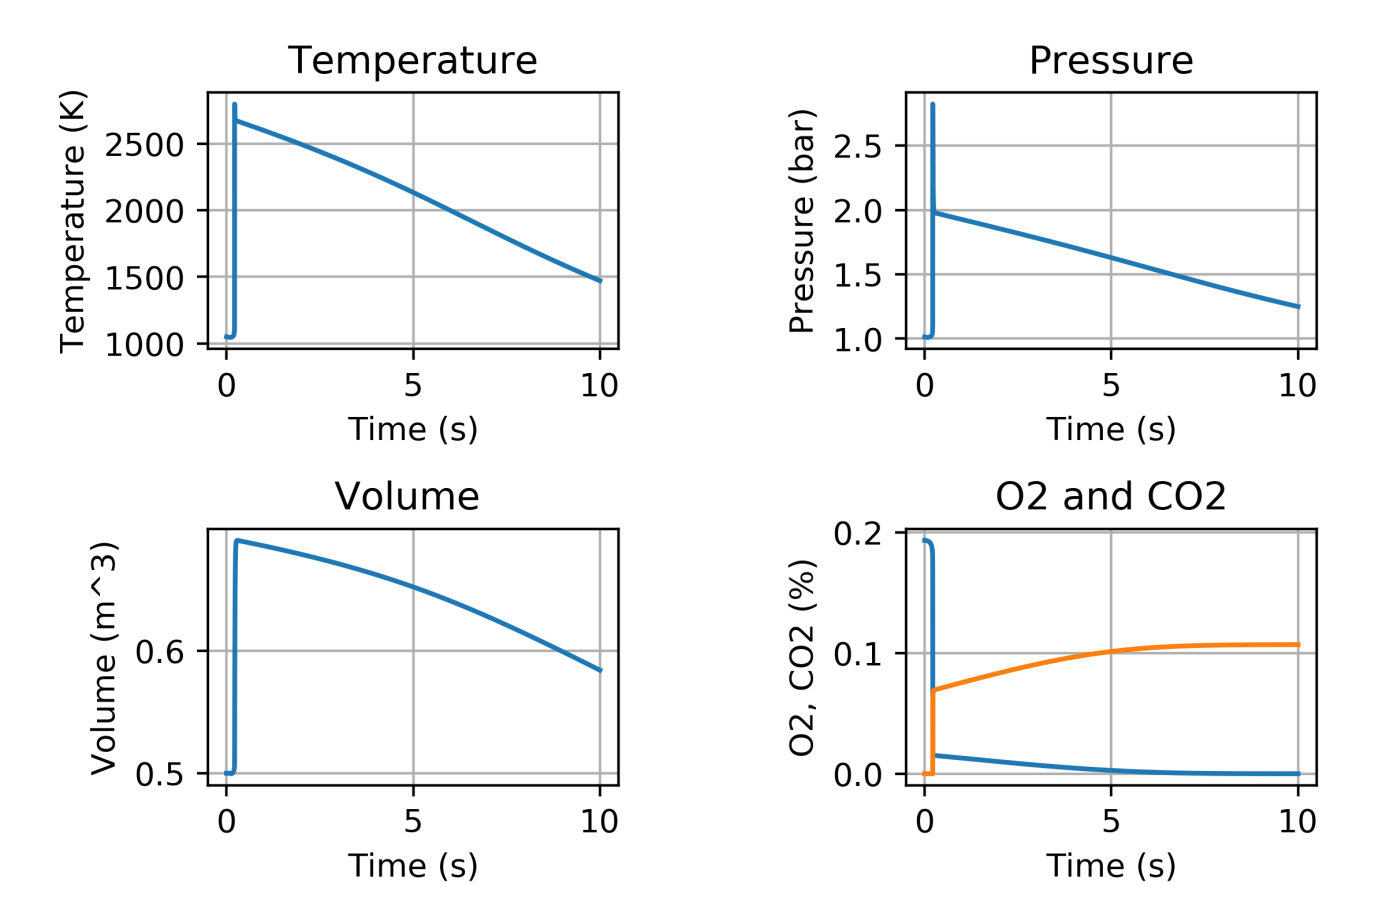 Temperature
Temperature (K)
2500
2000
1500
1000
0 5 10
Time (s)
Pressure
Pressure (bar)
2.5
2.0
1.5
1.0
0 5 10
Time (s)
Volume
Volume (m^3)
0.6
0.5
0 5 10
Time (s)
O2 and CO2
O2, CO2 (%)
0.2
0.1
0.0
0 5 10
Time (s)